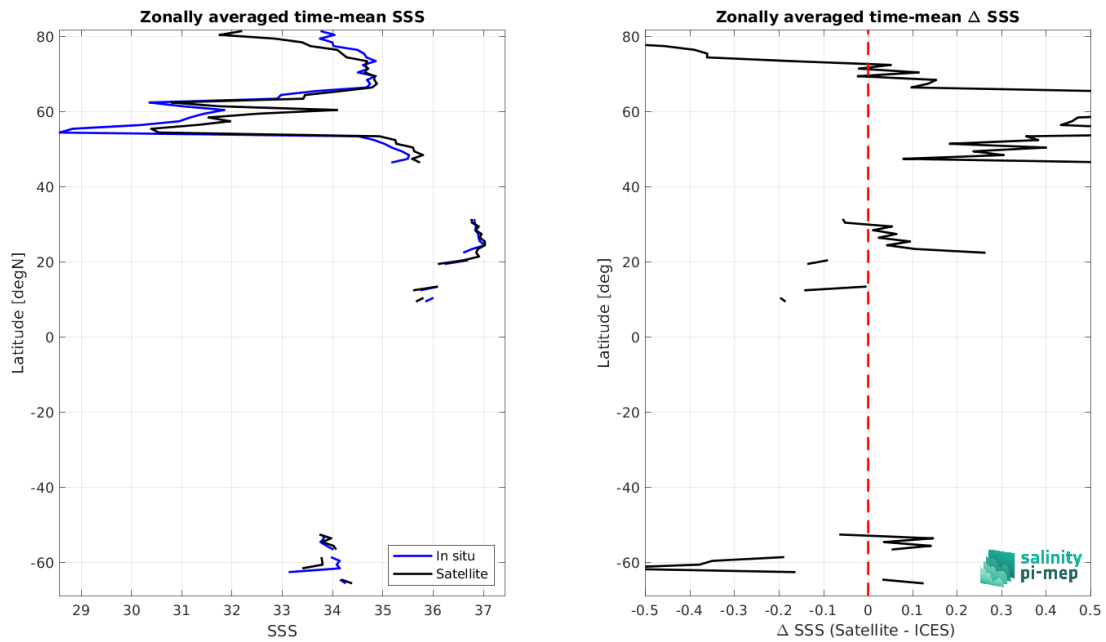 Zonally averaged time-mean SSS
80
60
40
20
0
-20
-40
-60
Latitude [degN]
29 30 31 32 33 34 35 36 37
SSS
In situ
Satellite
Zonally averaged time-mean Δ SSS
80
60
40
20
0
-20
-40
-60
Latitude [deg]
-0.5 -0.4 -0.3 -0.2 -0.1 0 0.1 0.2 0.3 0.4 0.5
Δ SSS (Satellite - ICES)
salinity
pi-mep